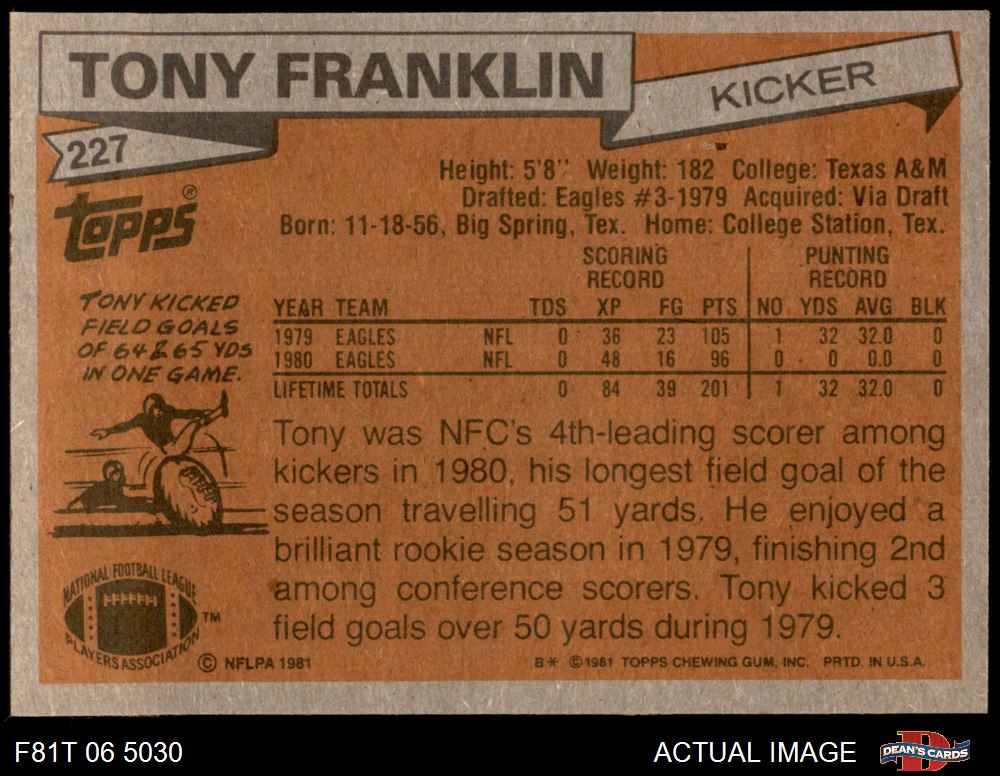 TONY FRANKLIN
KICKER
227
topps®
Height: 5'8'' Weight: 182 College: Texas A&M
Drafted: Eagles #3-1979 Acquired: Via Draft
Born: 11-18-56, Big Spring, Tex. Home: College Station, Tex.
TONY KICKED
FIELD GOALS
OF 64 & 65 YDS
IN ONE GAME.
SCORING PUNTING
RECORD RECORD
YEAR TEAM TDS XP FG PTS NO YDS AVG BLK
1979 EAGLES NFL 0 36 23 105 1 32 32.0 0
1980 EAGLES NFL 0 48 16 96 0 0 0.0 0
LIFETIME TOTALS 0 84 39 201 1 32 32.0 0
Tony was NFC's 4th-leading scorer among
kickers in 1980, his longest field goal of the
season travelling 51 yards. He enjoyed a
brilliant rookie season in 1979, finishing 2nd
among conference scorers. Tony kicked 3
field goals over 50 yards during 1979.
NATIONAL FOOTBALL LEAGUE
PLAYERS ASSOCIATION
TM
© NFLPA 1981
B* © 1981 TOPPS CHEWING GUM, INC. PRTD. IN U.S.A.
F81T 06 5030
ACTUAL IMAGE
D
DEAN'S CARDS